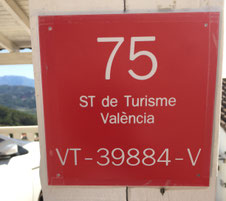 75
ST de Turisme
València
VT-39884-V